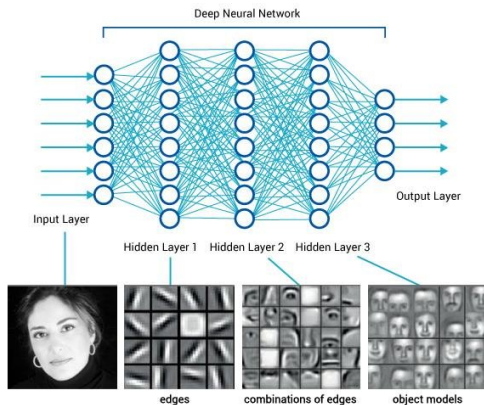 Deep Neural Network
Input Layer
Output Layer
Hidden Layer 1
Hidden Layer 2
Hidden Layer 3
edges
combinations of edges
object models